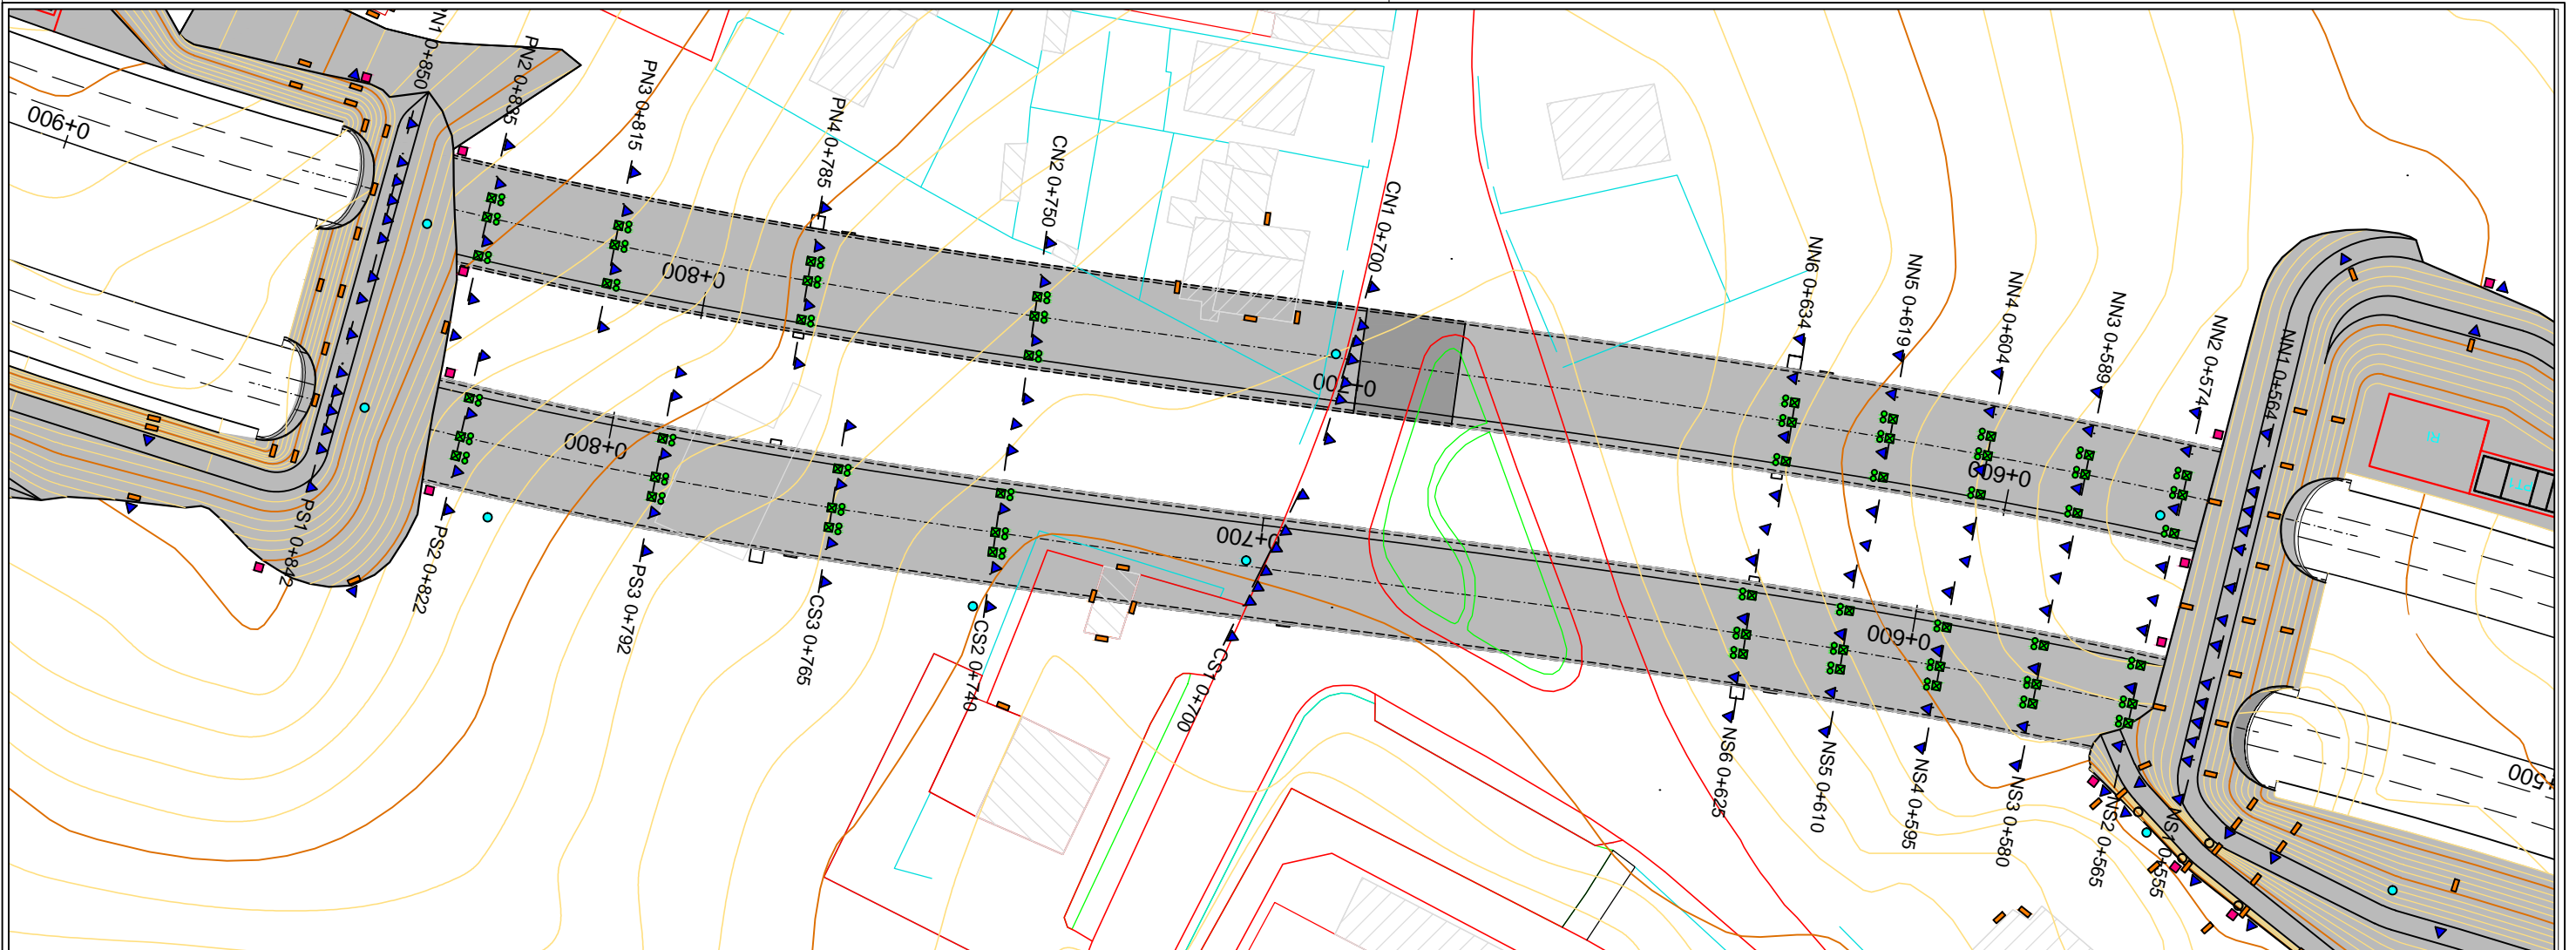 PN1 0+850
PN2 0+835
PN3 0+815
PN4 0+785
CN2 0+750
CN1 0+700
NN6 0+634
NN5 0+619
NN4 0+604
NN3 0+589
NN2 0+574
NN1 0+564
0+900
0+800
0+700
0+600
0+800
0+700
0+600
0+500
PS1 0+842
PS2 0+822
PS3 0+792
CS3 0+765
CS2 0+740
CS1 0+700
NS6 0+625
NS5 0+610
NS4 0+595
NS3 0+580
NS2 0+565
NS1 0+555